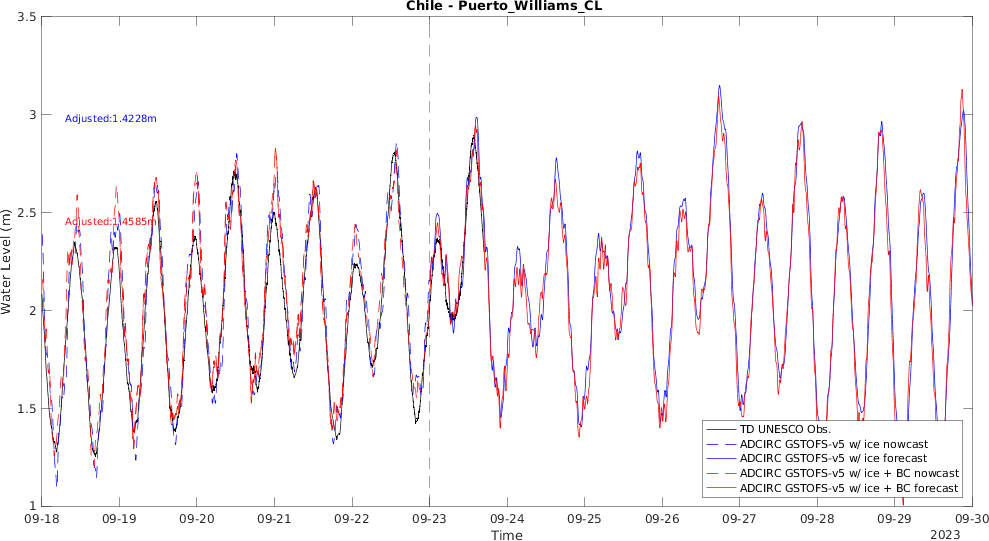 Chile - Puerto_Williams_CL
3.5
3
2.5
2
1.5
1
Water Level (m)
Adjusted:1.4228m
Adjusted:1.4585m
TD UNESCO Obs.
ADCIRC GSTOFS-v5 w/ ice nowcast
ADCIRC GSTOFS-v5 w/ ice forecast
ADCIRC GSTOFS-v5 w/ ice + BC nowcast
ADCIRC GSTOFS-v5 w/ ice + BC forecast
09-18 09-19 09-20 09-21 09-22 09-23 09-24 09-25 09-26 09-27 09-28 09-29 09-30
Time
2023